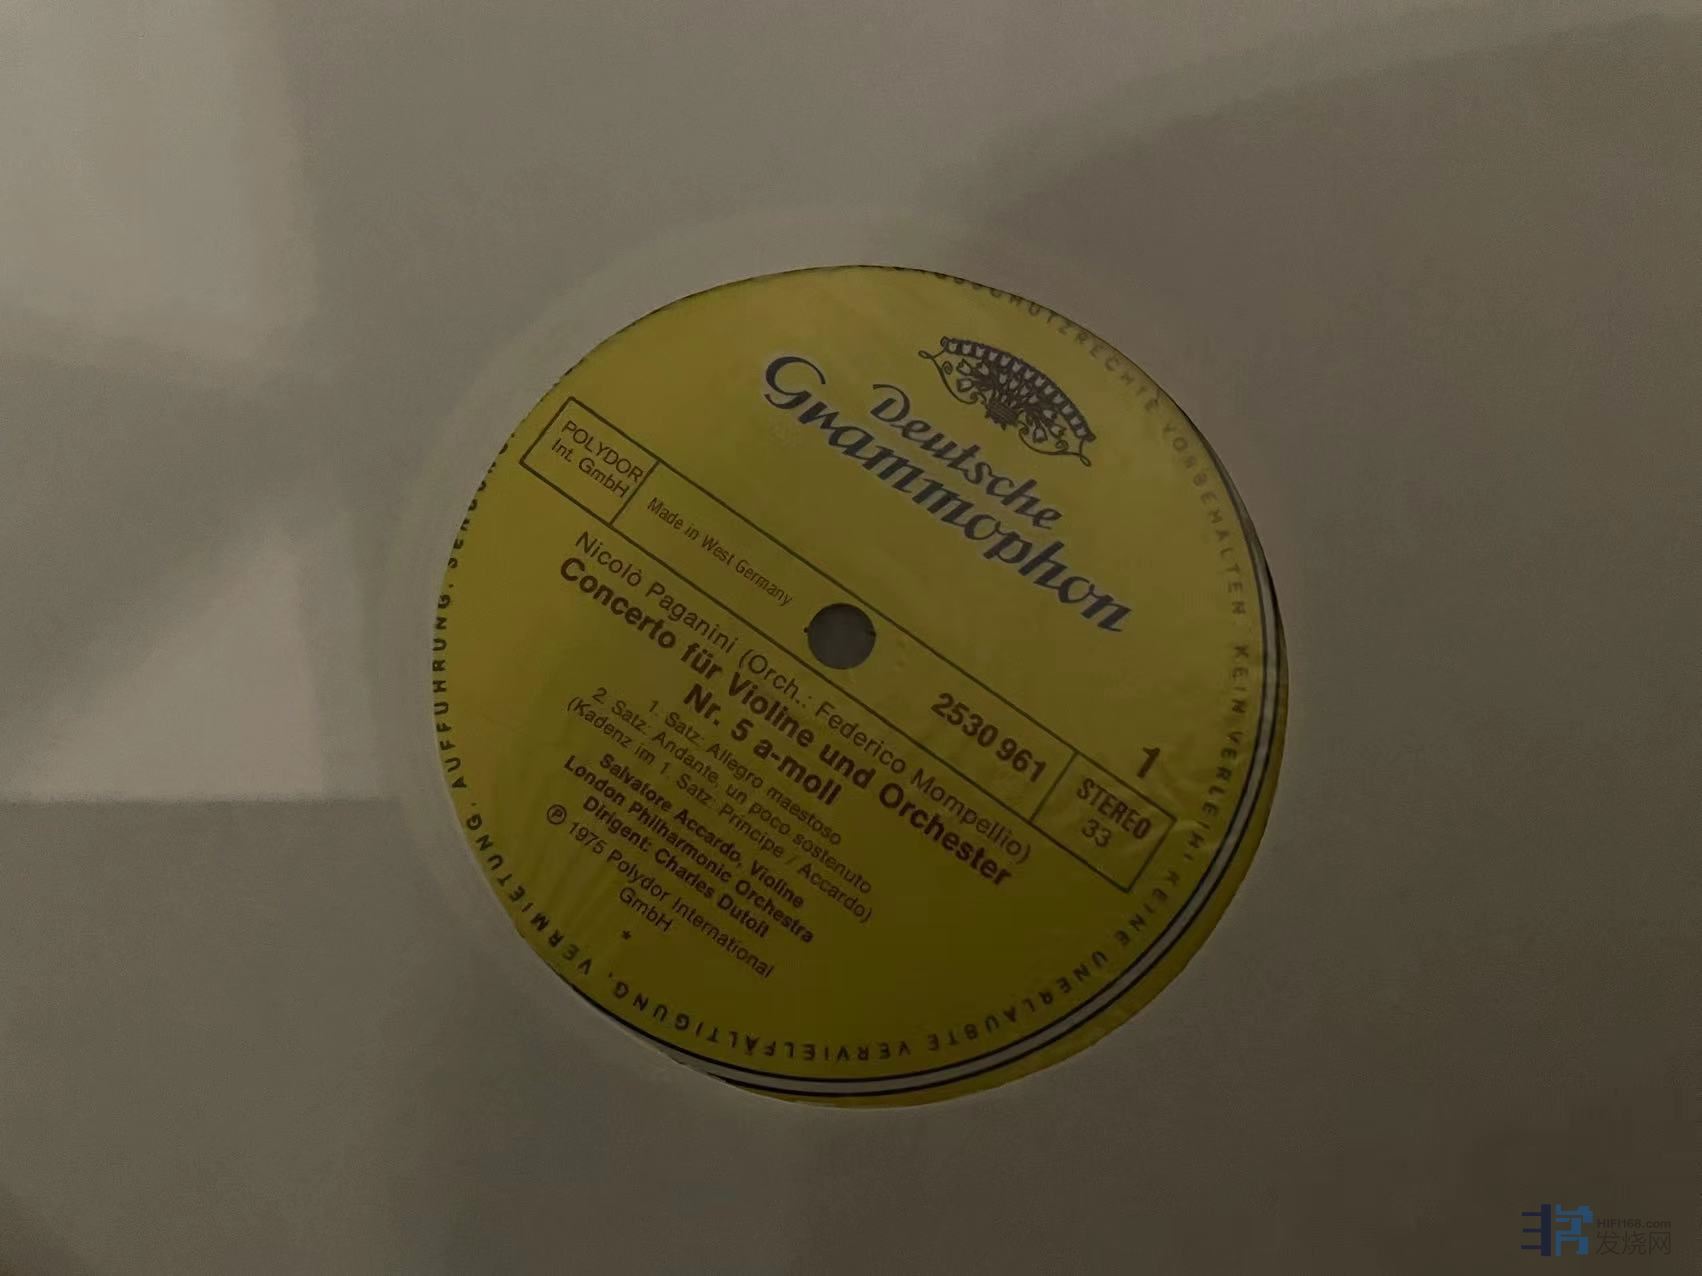 Deutsche
Grammophon
POLYDOR
Int. GmbH
Made in West Germany
2530 961
1
STEREO
33
Nicolò Paganini (Orch.: Federico Mompellio)
Concerto für Violine und Orchester
Nr. 5 a-moll
1. Satz: Allegro maestoso
2. Satz: Andante, un poco sostenuto
(Kadenz im 1. Satz: Principe / Accardo)
Salvatore Accardo, Violine
London Philharmonic Orchestra
Dirigent: Charles Dutoit
℗ 1975 Polydor International
GmbH
*
VORBEHALTEN. KEIN VERLEIH! KEINE UNERLAUBTE VERVIELFÄLTIGUNG, VERMIETUNG, AUFFÜHRUNG,
HIFI168.com
发烧网